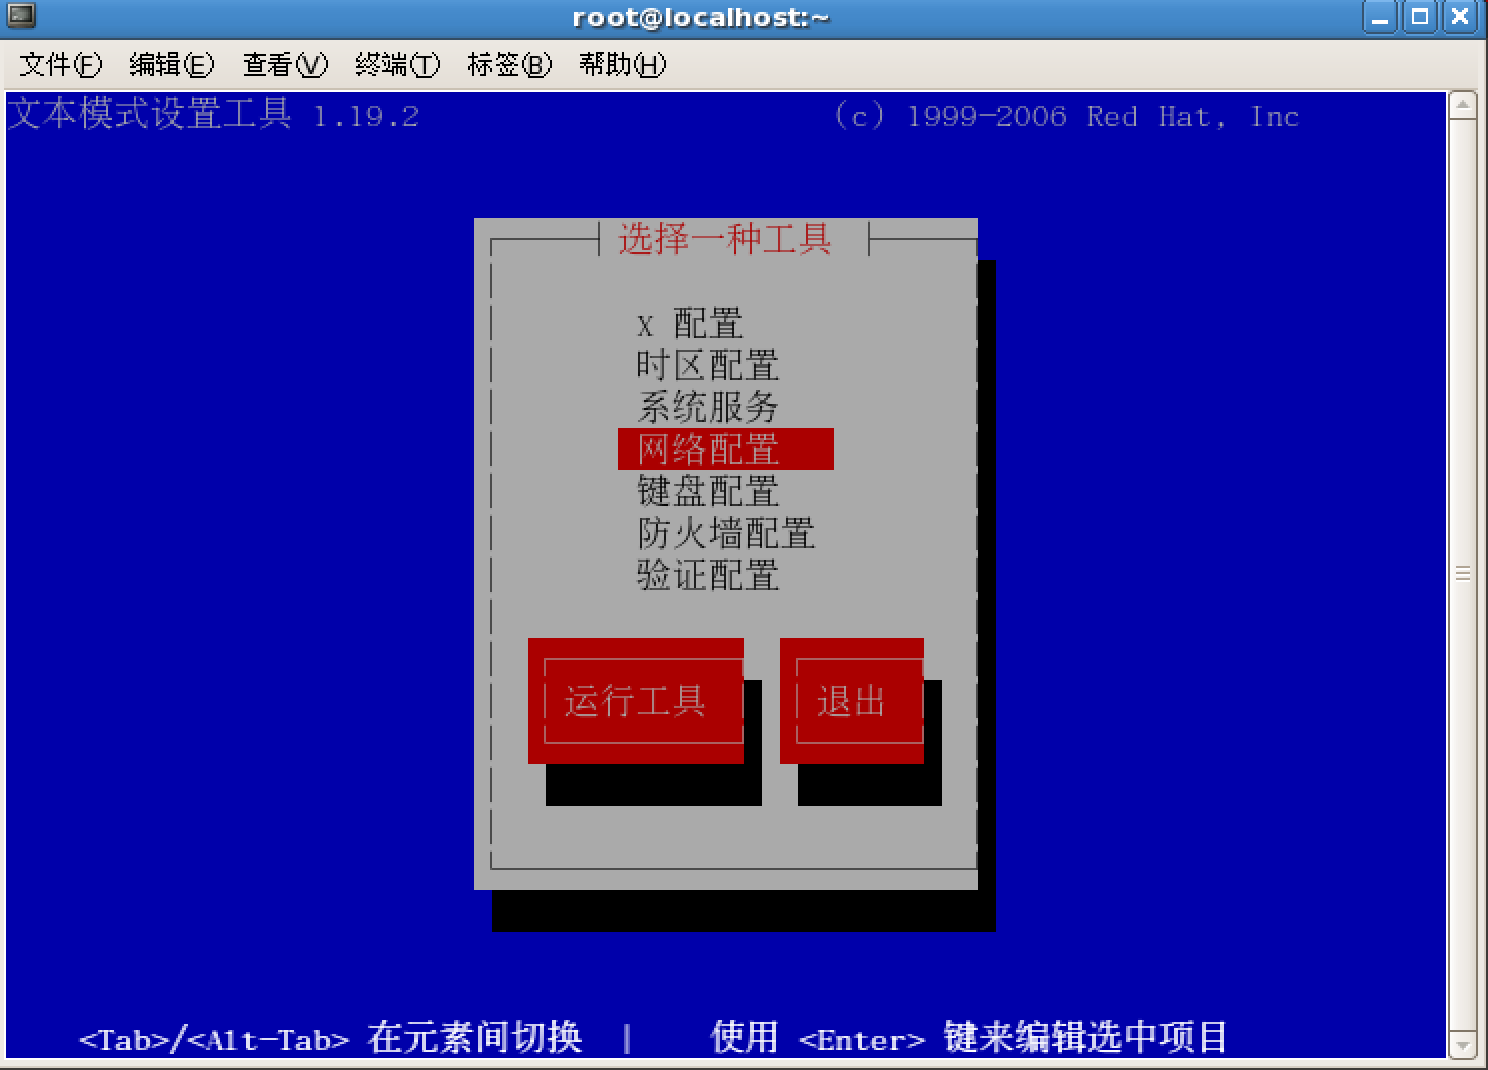 root@localhost:~
文件(F) 编辑(E) 查看(V) 终端(T) 标签(B) 帮助(H)
文本模式设置工具 1.19.2 (c) 1999-2006 Red Hat, Inc
选择一种工具
X 配置
时区配置
系统服务
网络配置
键盘配置
防火墙配置
验证配置
运行工具 退出
<Tab>/<Alt-Tab> 在元素间切换 | 使用 <Enter> 键来编辑选中项目